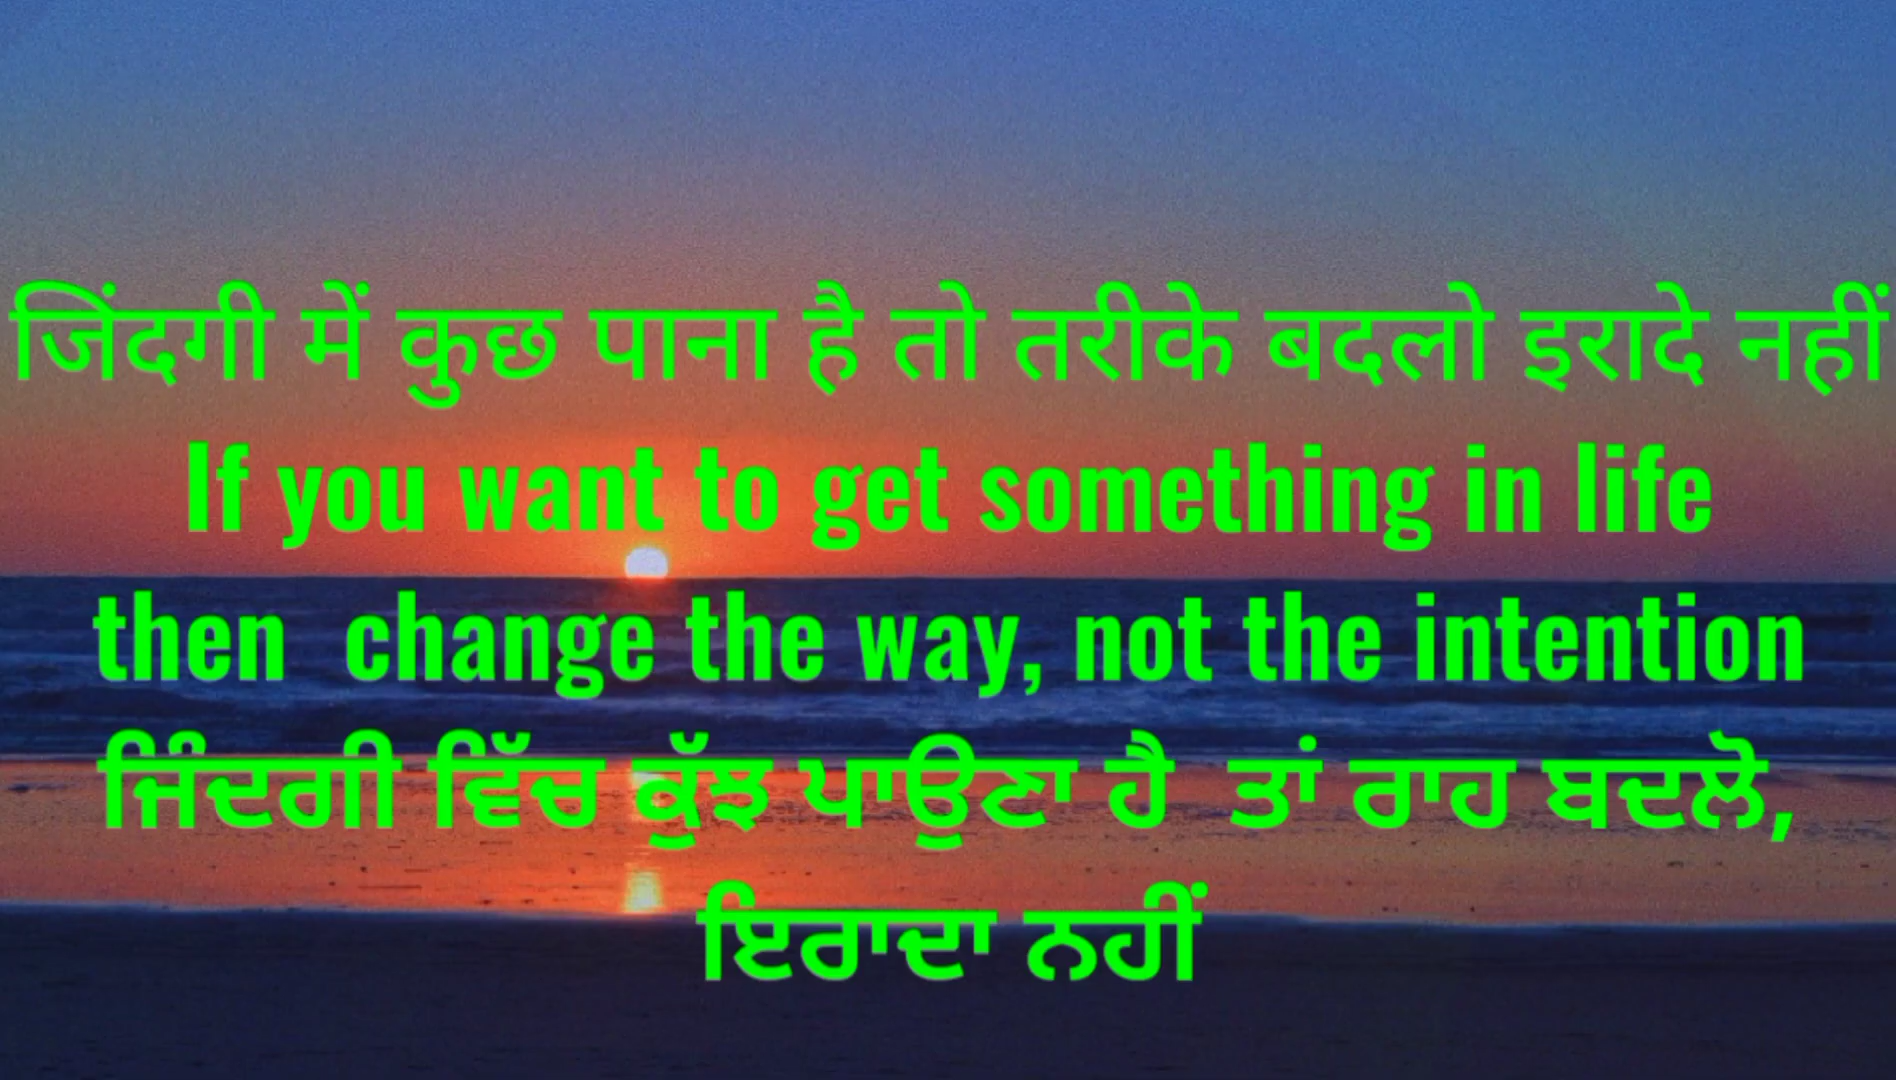 जिंदगी में कुछ पाना है तो तरीके बदलो इरादे नहीं
If you want to get something in life
then  change the way, not the intention
ਜਿੰਦਗੀ ਵਿੱਚ ਕੁੱਝ ਪਾਉਣਾ ਹੈ  ਤਾਂ ਰਾਹ ਬਦਲੋ,
ਇਰਾਦਾ ਨਹੀਂ